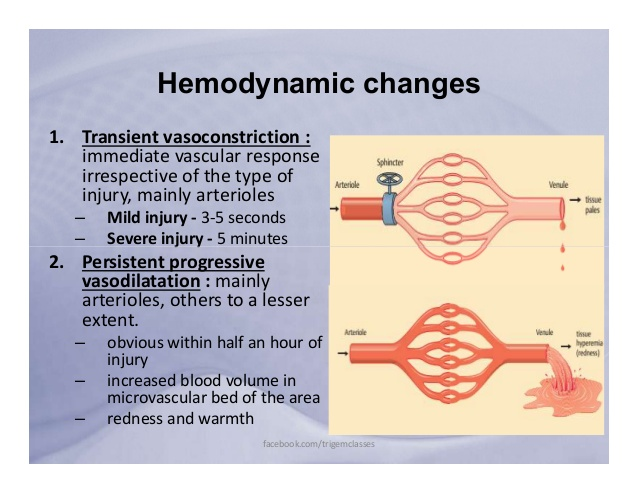 Hemodynamic changes
1. Transient vasoconstriction :
immediate vascular response
irrespective of the type of
injury, mainly arterioles
– Mild injury - 3-5 seconds
– Severe injury - 5 minutes
2. Persistent progressive
vasodilatation : mainly
arterioles, others to a lesser
extent.
– obvious within half an hour of
injury
– increased blood volume in
microvascular bed of the area
– redness and warmth
Sphincter
Arteriole
Venule
tissue
pales
Arteriole
Venule
tissue
hyperemia
(redness)
facebook.com/trigemclasses